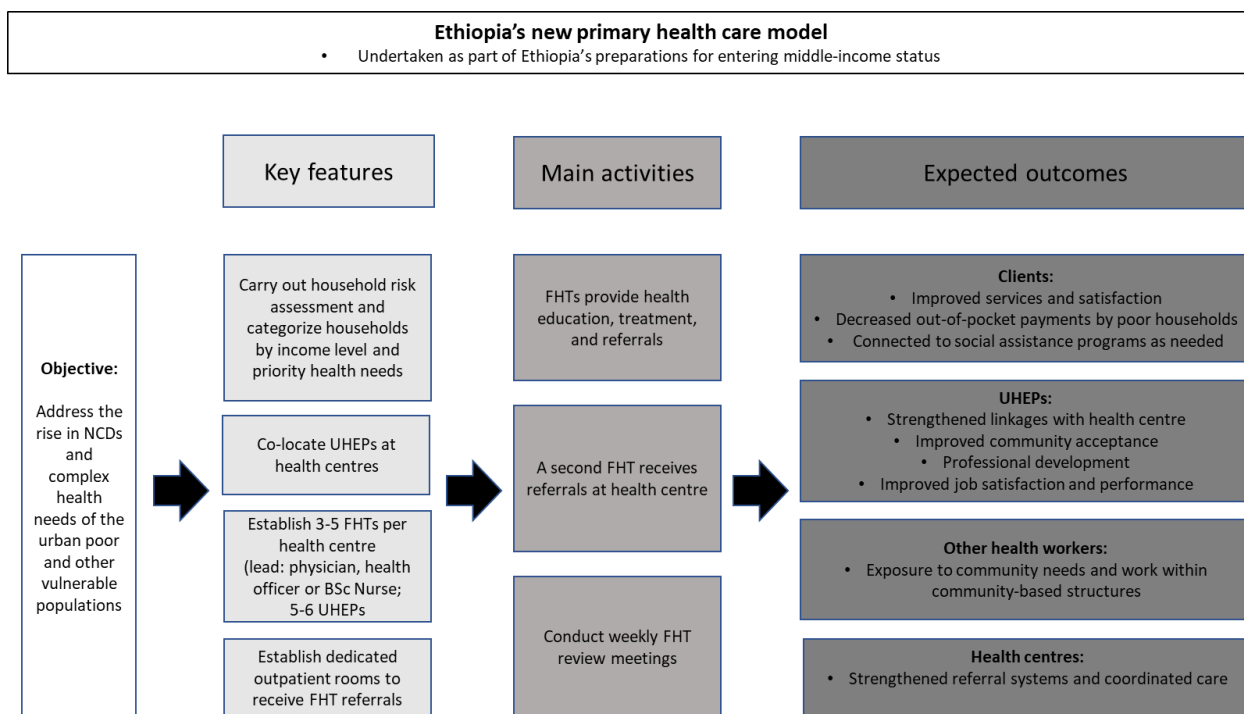 Ethiopia's new primary health care model
• Undertaken as part of Ethiopia's preparations for entering middle-income status
Key features
Main activities
Expected outcomes
Objective:
Address the
rise in NCDs
and
complex
health
needs of the
urban poor
and other
vulnerable
populations
Carry out household risk
assessment and
categorize households
by income level and
priority health needs
Co-locate UHEPs at
health centres
Establish 3-5 FHTs per
health centre
(lead: physician, health
officer or BSc Nurse;
5-6 UHEPs
Establish dedicated
outpatient rooms to
receive FHT referrals
FHTs provide health
education, treatment,
and referrals
A second FHT receives
referrals at health centre
Conduct weekly FHT
review meetings
Clients:
• Improved services and satisfaction
• Decreased out-of-pocket payments by poor households
• Connected to social assistance programs as needed
UHEPs:
• Strengthened linkages with health centre
• Improved community acceptance
• Professional development
• Improved job satisfaction and performance
Other health workers:
• Exposure to community needs and work within
community-based structures
Health centres:
• Strengthened referral systems and coordinated care